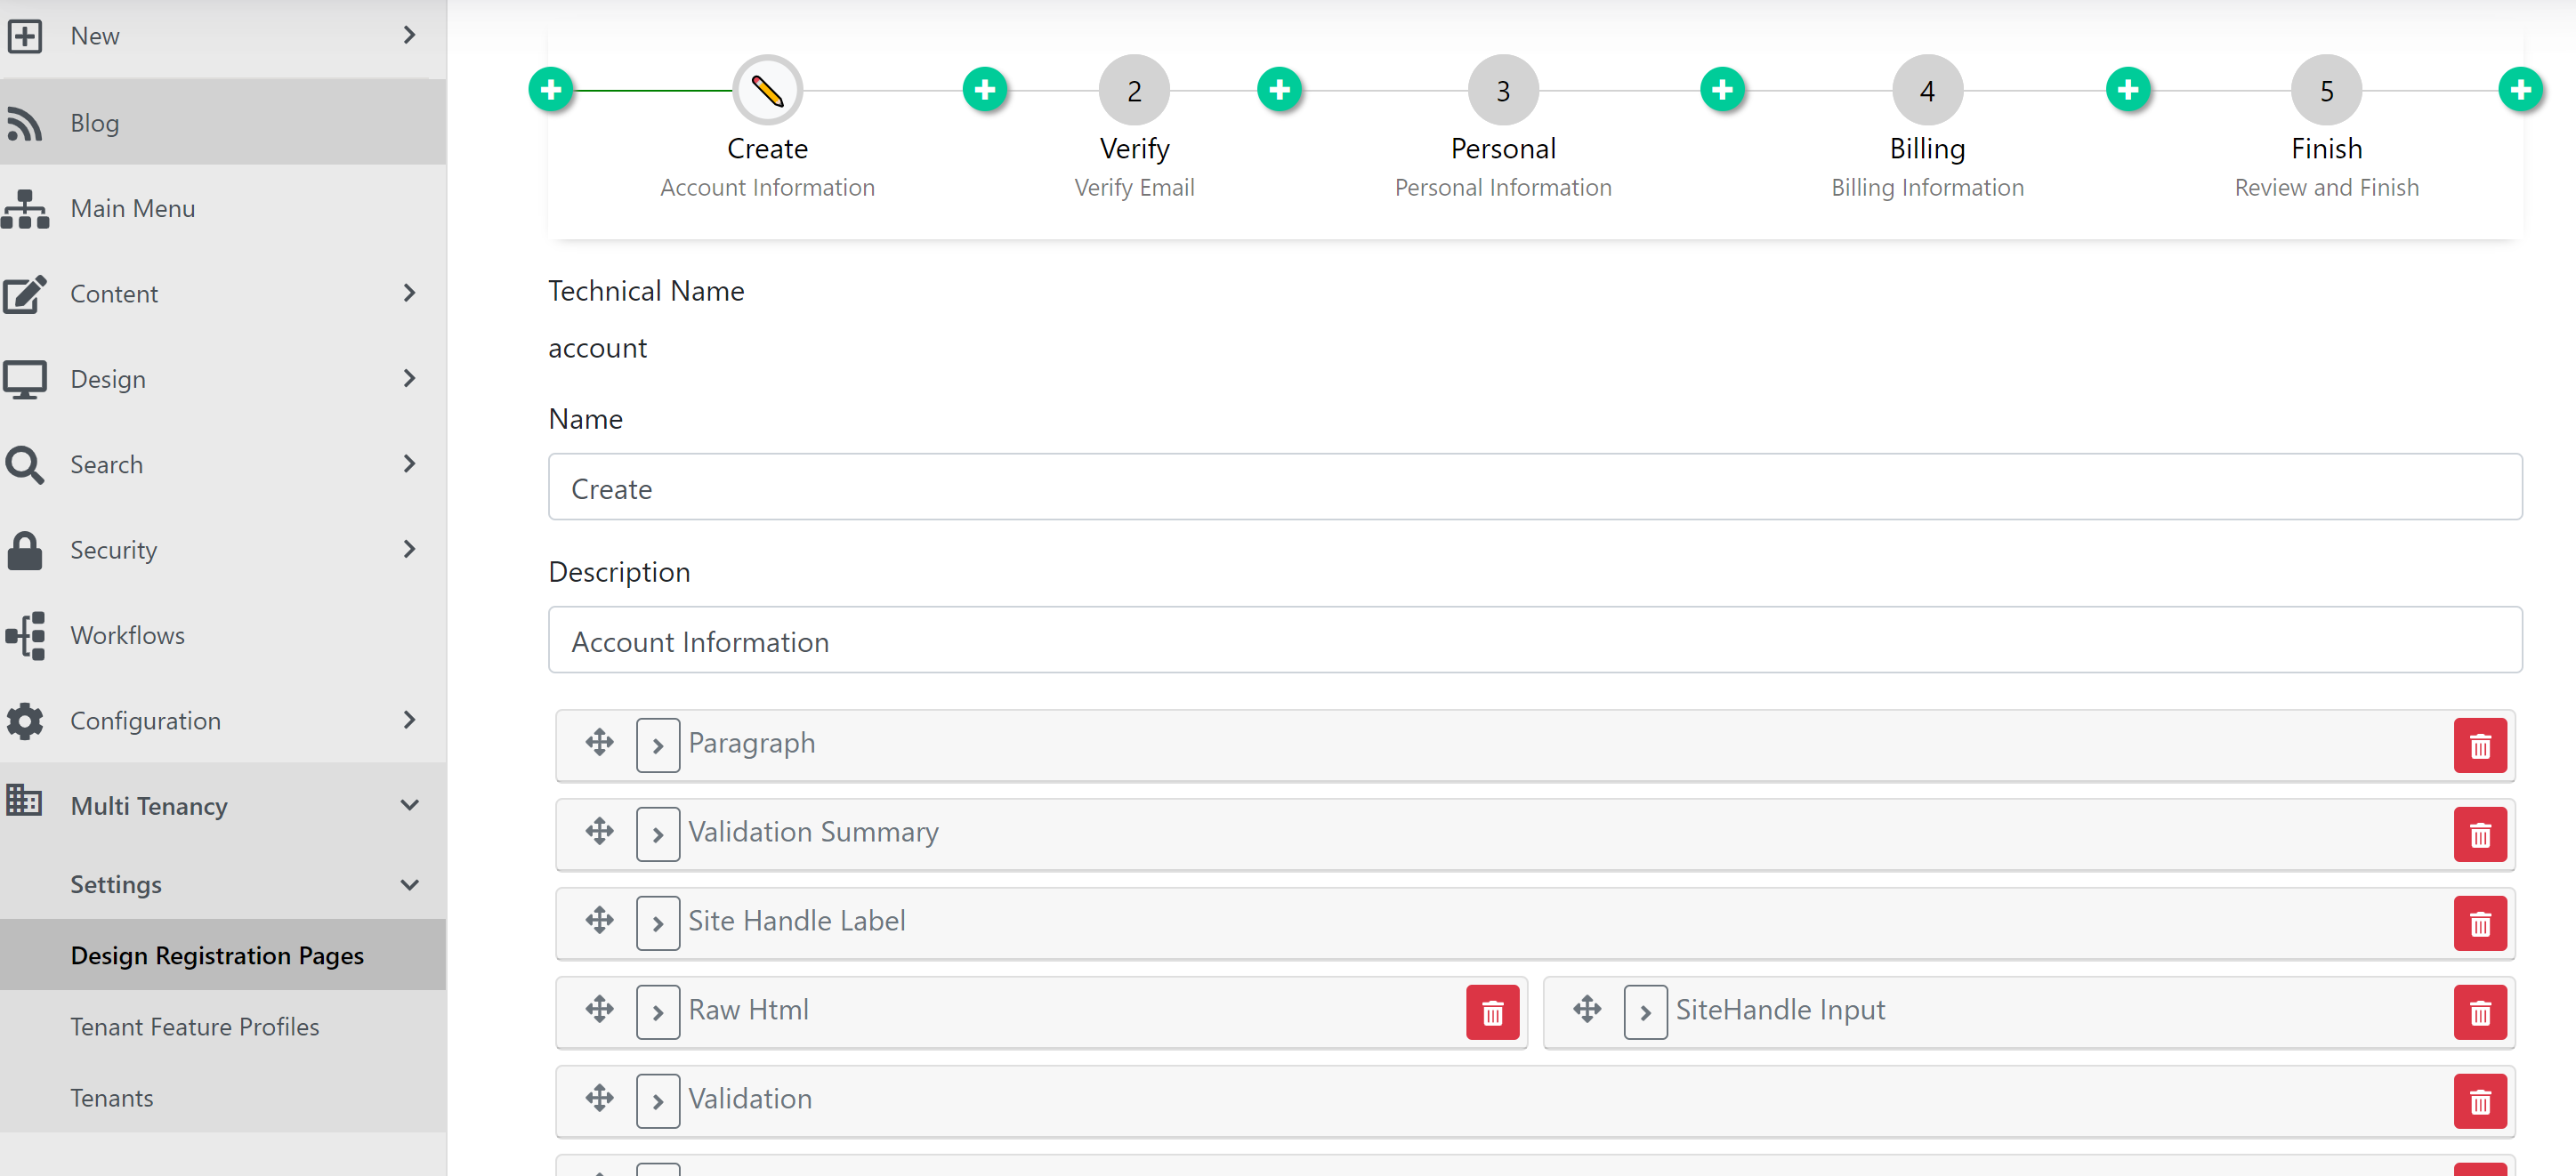 New
Blog
Main Menu
Content
Design
Search
Security
Workflows
Configuration
Multi Tenancy
Settings
Design Registration Pages
Tenant Feature Profiles
Tenants
2 3 4 5
Create Verify Personal Billing Finish
Account Information Verify Email Personal Information Billing Information Review and Finish
Technical Name
account
Name
Create
Description
Account Information
Paragraph
Validation Summary
Site Handle Label
Raw Html SiteHandle Input
Validation